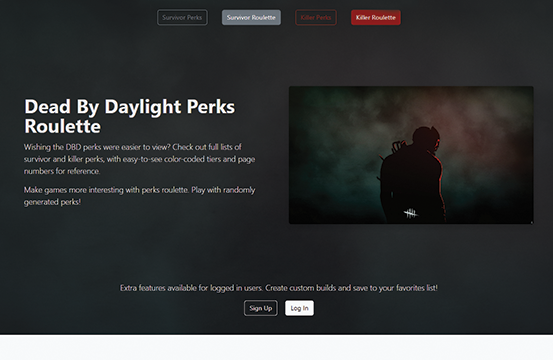 Survivor Perks Survivor Roulette Killer Perks Killer Roulette
Dead By Daylight Perks
Roulette
Wishing the DBD perks were easier to view? Check out full lists of
survivor and killer perks, with easy-to-see color-coded tiers and page
numbers for reference.
Make games more interesting with perks roulette. Play with randomly
generated perks!
Extra features available for logged in users. Create custom builds and save to your favorites list!
Sign Up Log In